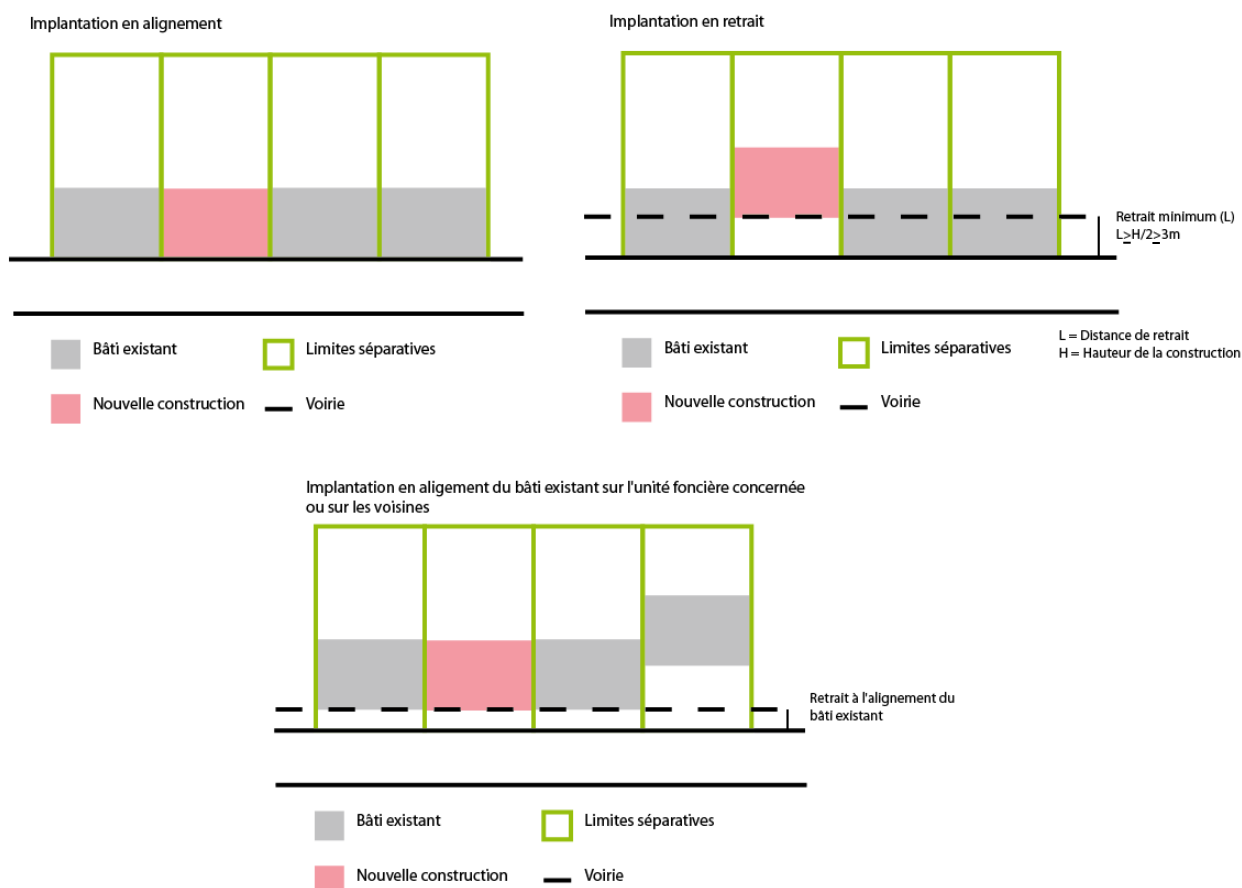 Implantation en alignement
Implantation en retrait
Retrait minimum (L)
L≥H/2≥3m
Bâti existant
Limites séparatives
Nouvelle construction
Voirie
Bâti existant
Limites séparatives
L = Distance de retrait
H = Hauteur de la construction
Nouvelle construction
Voirie
Implantation en aligement du bâti existant sur l'unité foncière concernée
ou sur les voisines
Retrait à l'alignement du
bâti existant
Bâti existant
Limites séparatives
Nouvelle construction
Voirie